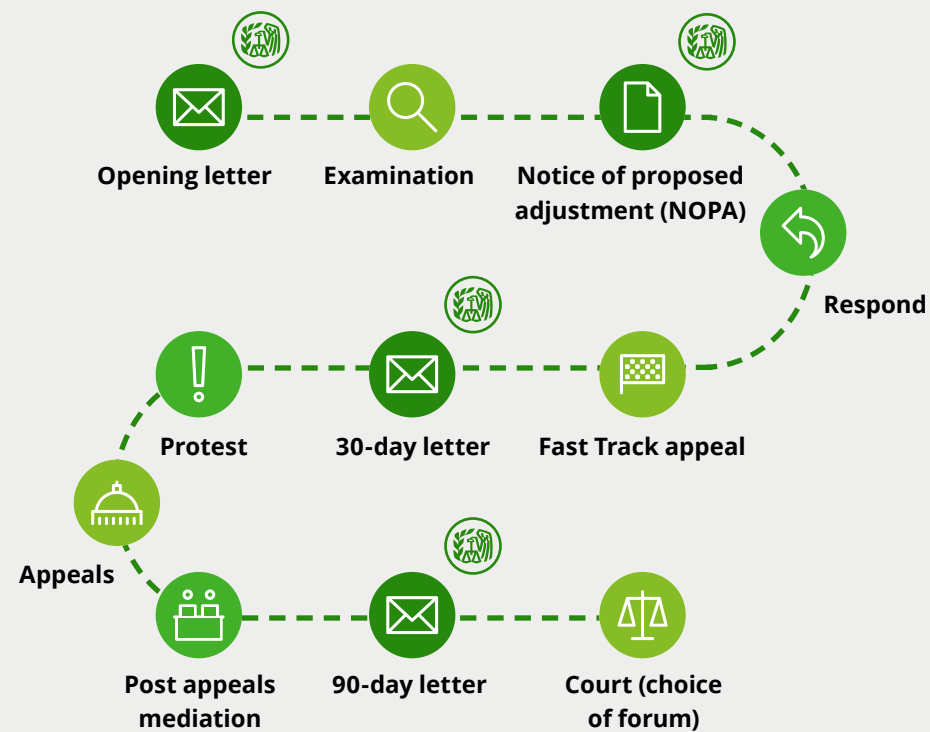 Opening letter
Examination
Notice of proposed
adjustment (NOPA)
Respond
Fast Track appeal
30-day letter
Protest
Appeals
Post appeals
mediation
90-day letter
Court (choice
of forum)